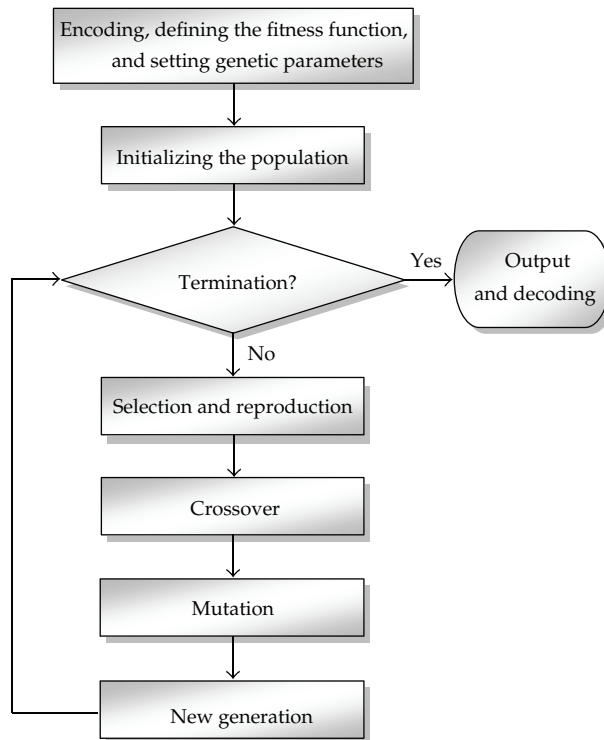 Encoding, defining the fitness function,
and setting genetic parameters
Initializing the population
Termination?
Yes
Output
and decoding
No
Selection and reproduction
Crossover
Mutation
New generation